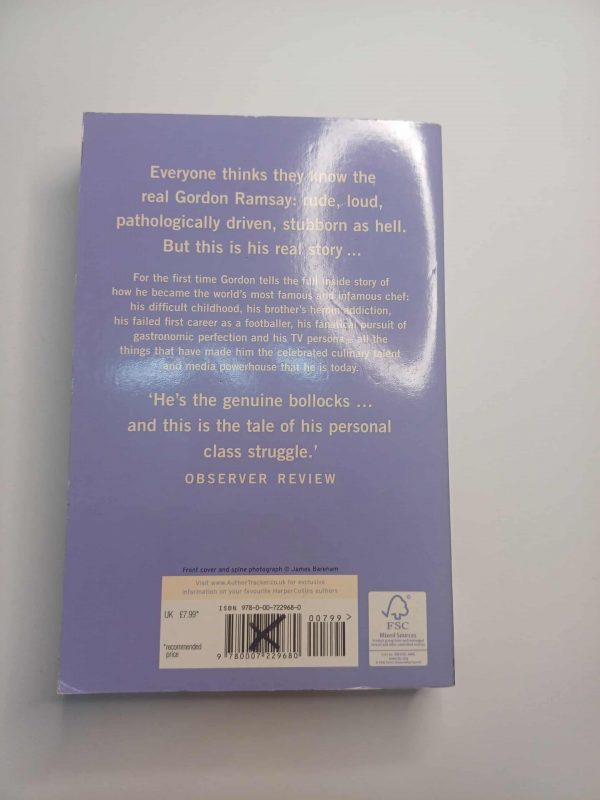 Everyone thinks they know the
real Gordon Ramsay: rude, loud,
pathologically driven, stubborn as hell.
But this is his real story ...
For the first time Gordon tells the full inside story of
how he became the world's most famous and infamous chef:
his difficult childhood, his brother's heroin addiction,
his failed first career as a footballer, his fanatical pursuit of
gastronomic perfection and his TV persona – all the
things that have made him the celebrated culinary talent
and media powerhouse that he is today.
'He's the genuine bollocks ...
and this is the tale of his personal
class struggle.'
OBSERVER REVIEW
Front cover and spine photograph © James Bareham
Visit www.AuthorTracker.co.uk for exclusive
information on your favourite HarperCollins authors
UK £7.99*
*recommended
price
ISBN 978-0-00-722968-0
00799 >
9 780007 229680
FSC
Mixed Sources
www.fsc.org